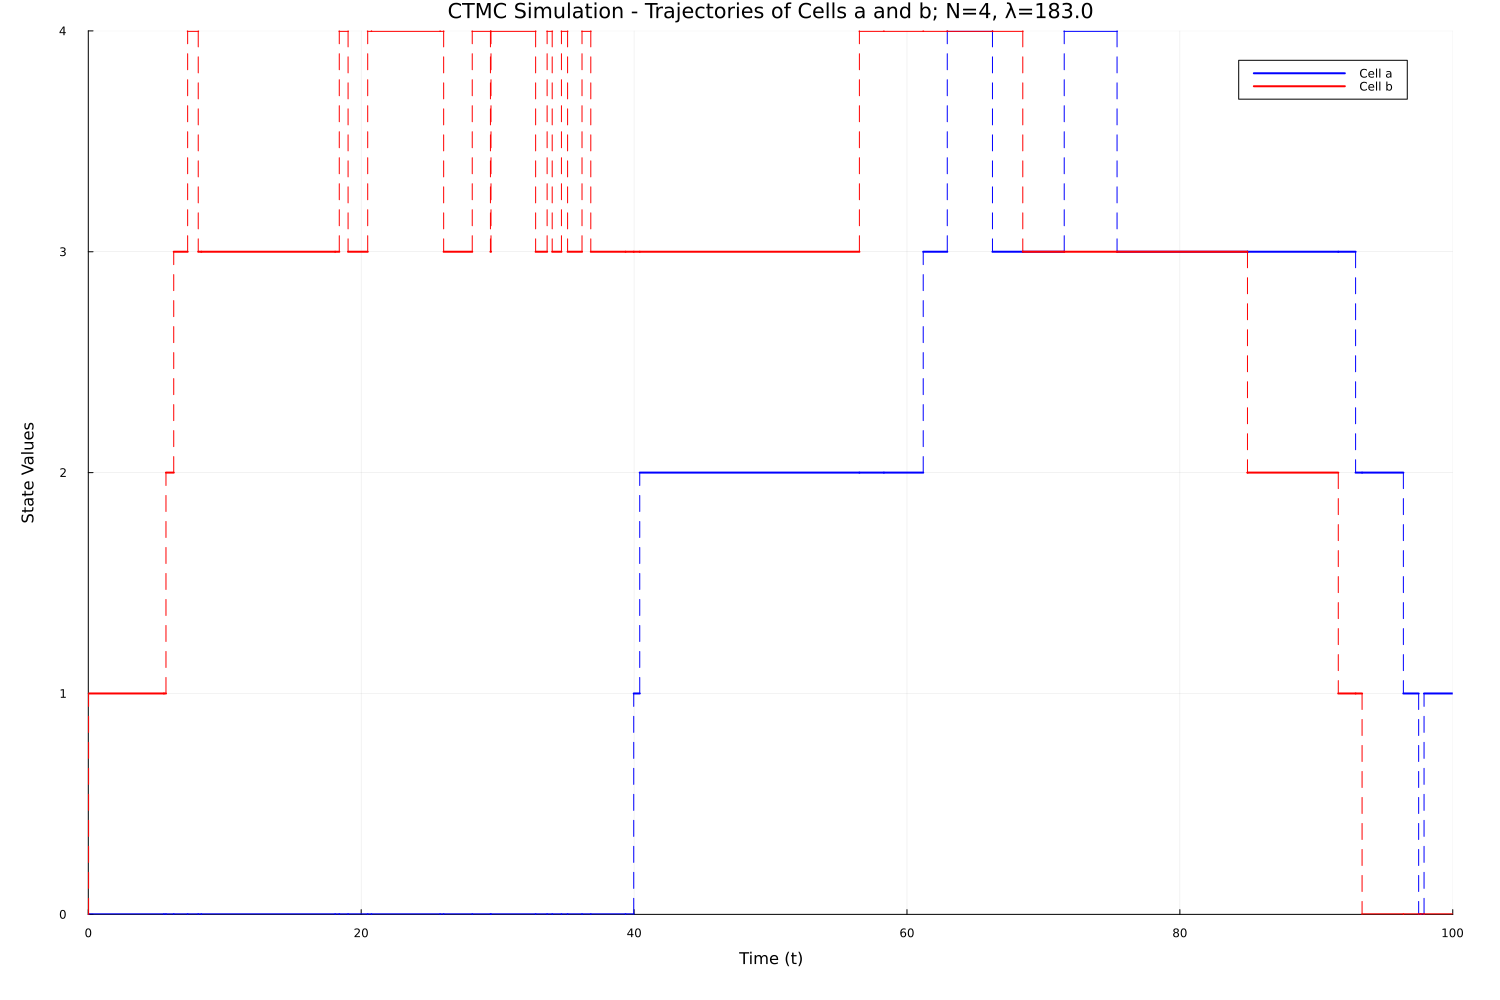 CTMC Simulation - Trajectories of Cells a and b; N=4, λ=183.0
4
Cell a
Cell b
3
State Values
2
1
0
0 20 40 60 80 100
Time (t)